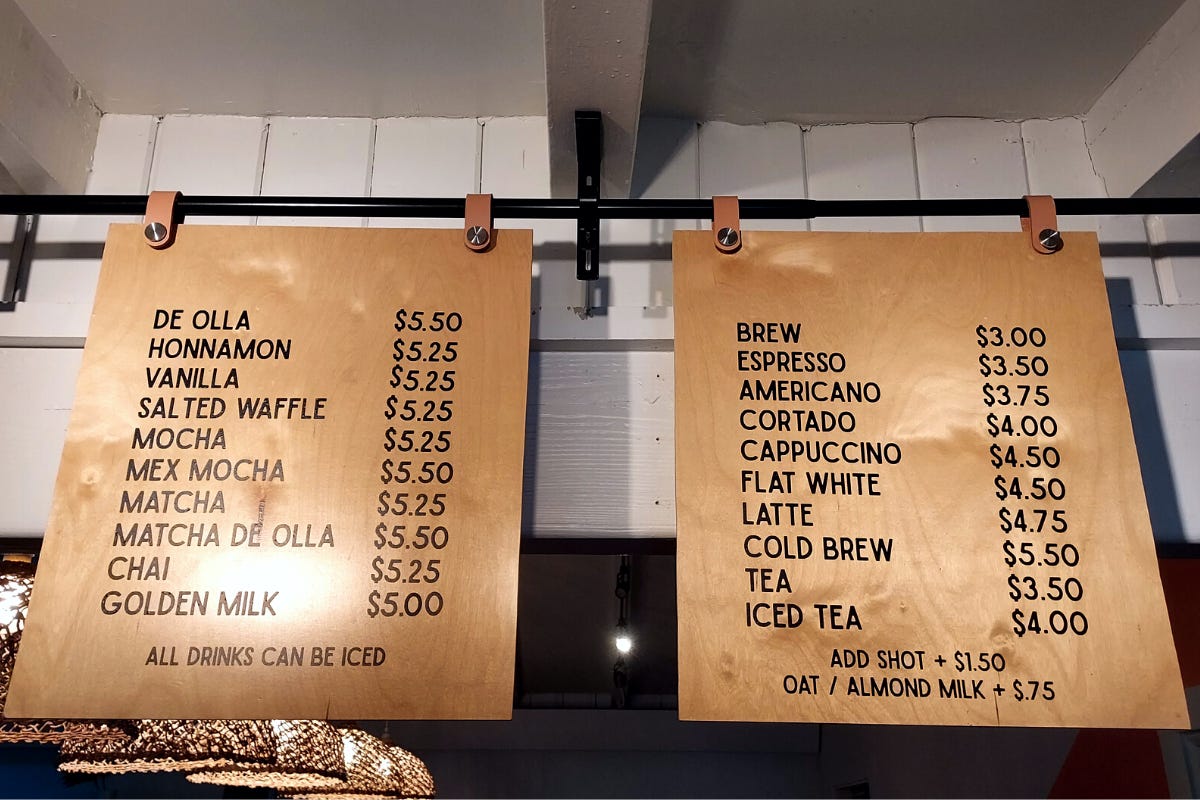 DE OLLA $5.50
HONNAMON $5.25
VANILLA $5.25
SALTED WAFFLE $5.25
MOCHA $5.25
MEX MOCHA $5.50
MATCHA $5.25
MATCHA DE OLLA $5.50
CHAI $5.25
GOLDEN MILK $5.00
ALL DRINKS CAN BE ICED
BREW $3.00
ESPRESSO $3.50
AMERICANO $3.75
CORTADO $4.00
CAPPUCCINO $4.50
FLAT WHITE $4.50
LATTE $4.75
COLD BREW $5.50
TEA $3.50
ICED TEA $4.00
ADD SHOT + $1.50
OAT / ALMOND MILK + $.75